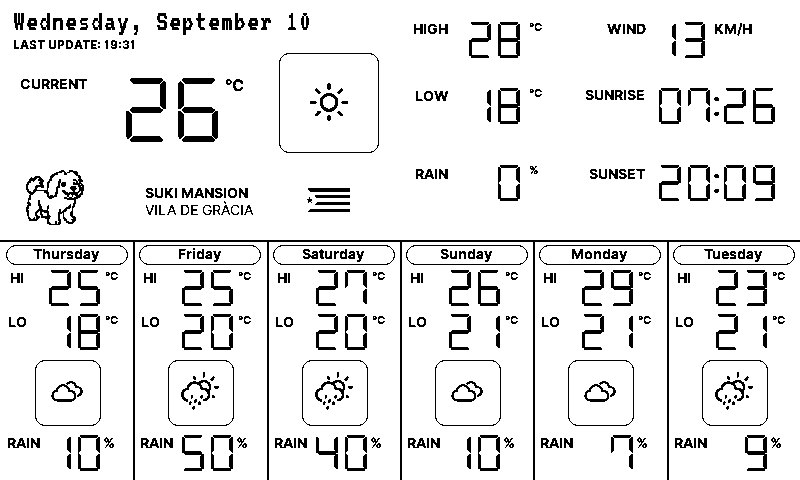 Wednesday, September 10
LAST UPDATE: 19:31
CURRENT 26 °C
SUKI MANSION
VILA DE GRÀCIA
HIGH 28 °C
LOW 18 °C
RAIN 0 %
WIND 13 KM/H
SUNRISE 07:26
SUNSET 20:09
Thursday
HI 25 °C
LO 18 °C
RAIN 10 %
Friday
HI 25 °C
LO 20 °C
RAIN 50 %
Saturday
HI 27 °C
LO 20 °C
RAIN 40 %
Sunday
HI 26 °C
LO 21 °C
RAIN 10 %
Monday
HI 29 °C
LO 21 °C
RAIN 7 %
Tuesday
HI 23 °C
LO 21 °C
RAIN 9 %